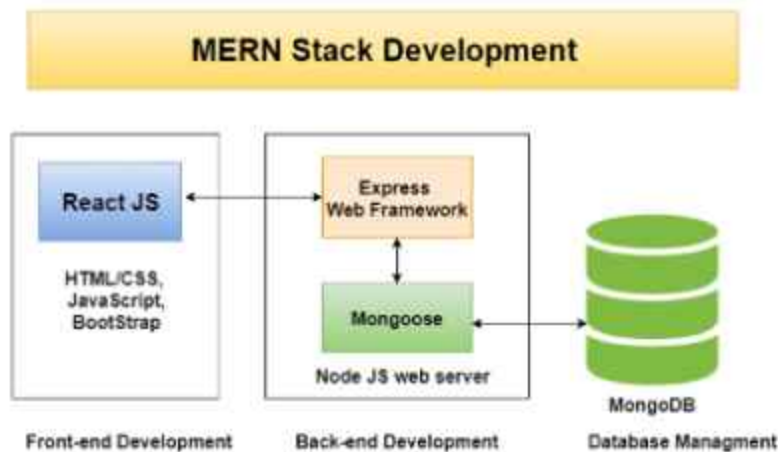 MERN Stack Development
React JS
HTML/CSS,
JavaScript,
BootStrap
Express
Web Framework
Mongoose
Node JS web server
MongoDB
Front-end Development
Back-end Development
Database Managment